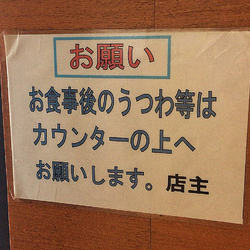 お願い
お食事後のうつわ等は
カウンターの上へ
お願いします。店主